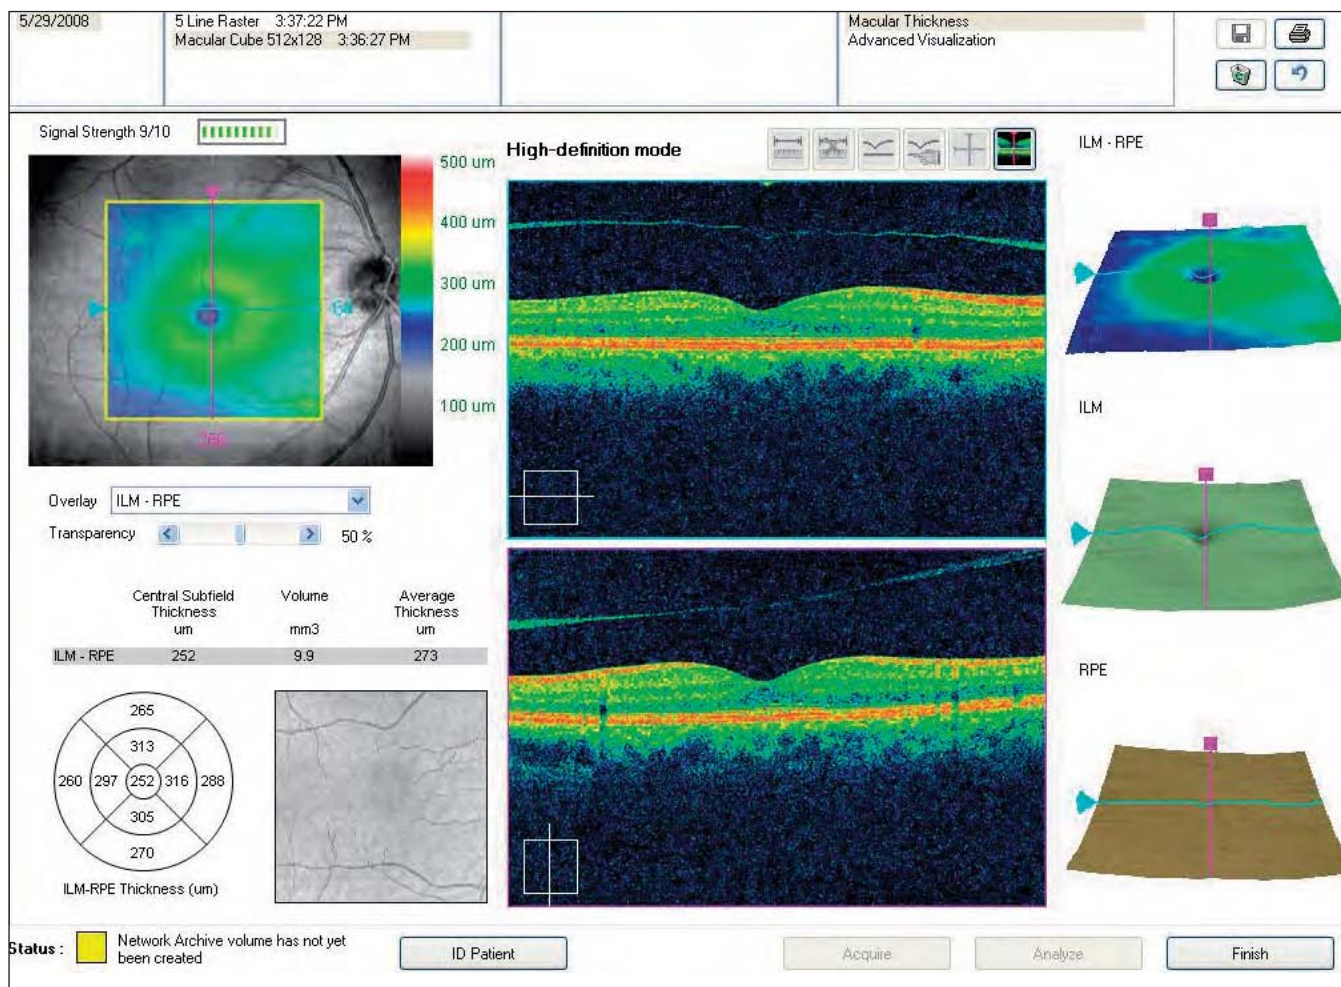 5/29/2008
5 Line Raster 3:37:22 PM
Macular Cube 512x128 3:36:27 PM
Macular Thickness
Advanced Visualization
Signal Strength 9/10
500 um
400 um
300 um
200 um
100 um
64
High-definition mode
ILM - RPE
ILM
RPE
Overlay ILM - RPE
Transparency 50 %
Central Subfield Thickness um
Volume mm3
Average Thickness um
ILM - RPE 252 9.9 273
265
313
260 297 252 316 288
305
270
ILM-RPE Thickness (um)
Status : Network Archive volume has not yet
been created
ID Patient
Acquire
Analyze
Finish